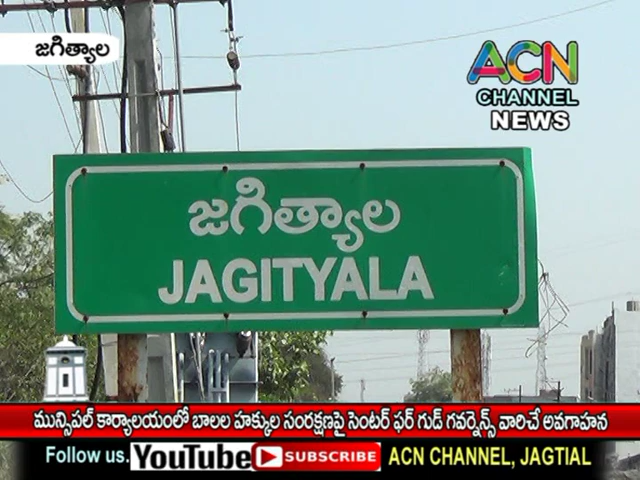 జగిత్యాల
ACN
CHANNEL
NEWS
జగిత్యాల
JAGITYALA
మున్సిపల్ కార్యాలయంలో బాలల హక్కుల సంరక్షణపై సెంటర్ ఫర్ గుడ్ గవర్నెన్స్ వారిచే అవగాహన
Follow us. YouTube SUBSCRIBE ACN CHANNEL, JAGTIAL